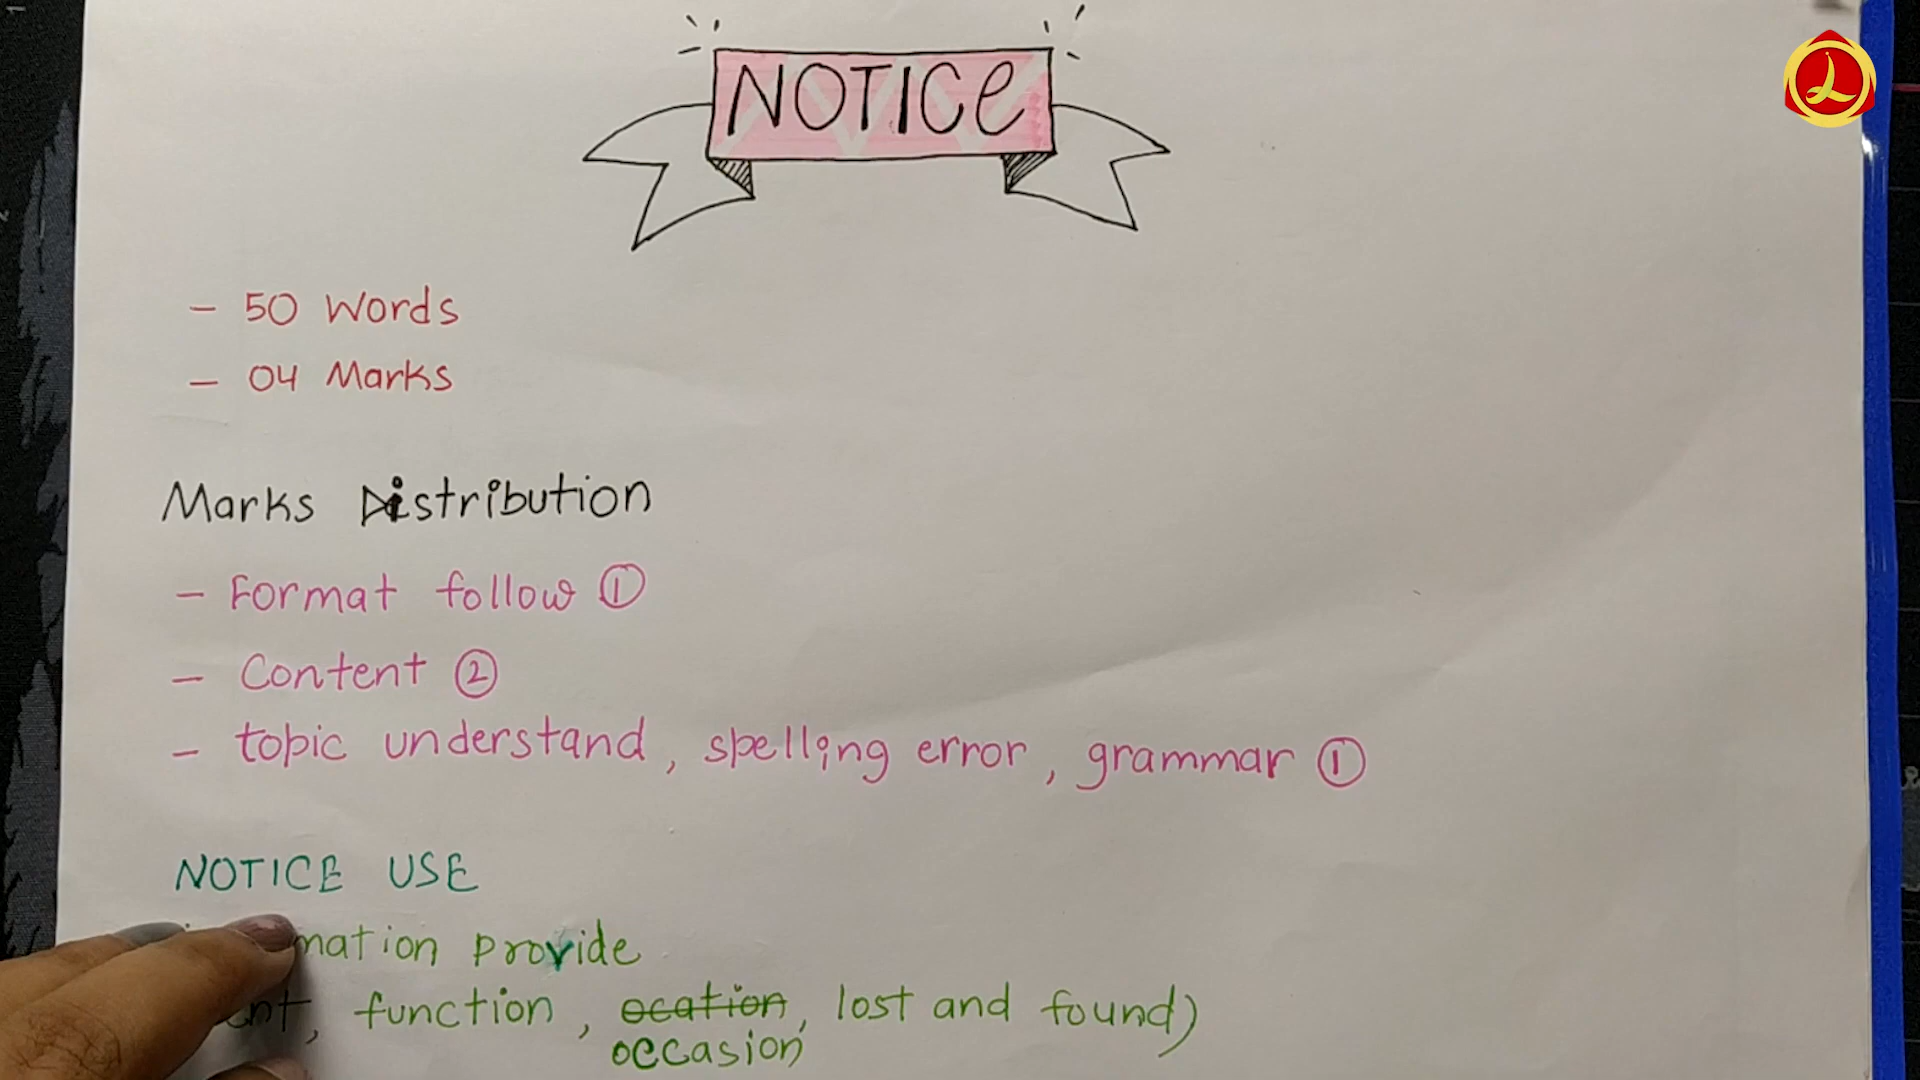 NOTICE
- 50 Words
- 04 Marks
Marks Distribution
- Format follow ①
- Content ②
- topic understand, spelling error, grammar ①
NOTICE USE
provide
, function, ocation, lost and found)
occasion